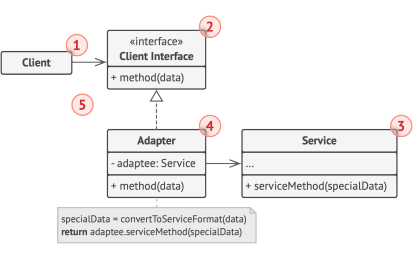 1
2
«interface»
Client Interface
Client
+ method(data)
5
4
3
Adapter
Service
- adaptee: Service
...
+ method(data)
+ serviceMethod(specialData)
specialData = convertToServiceFormat(data)
return adaptee.serviceMethod(specialData)